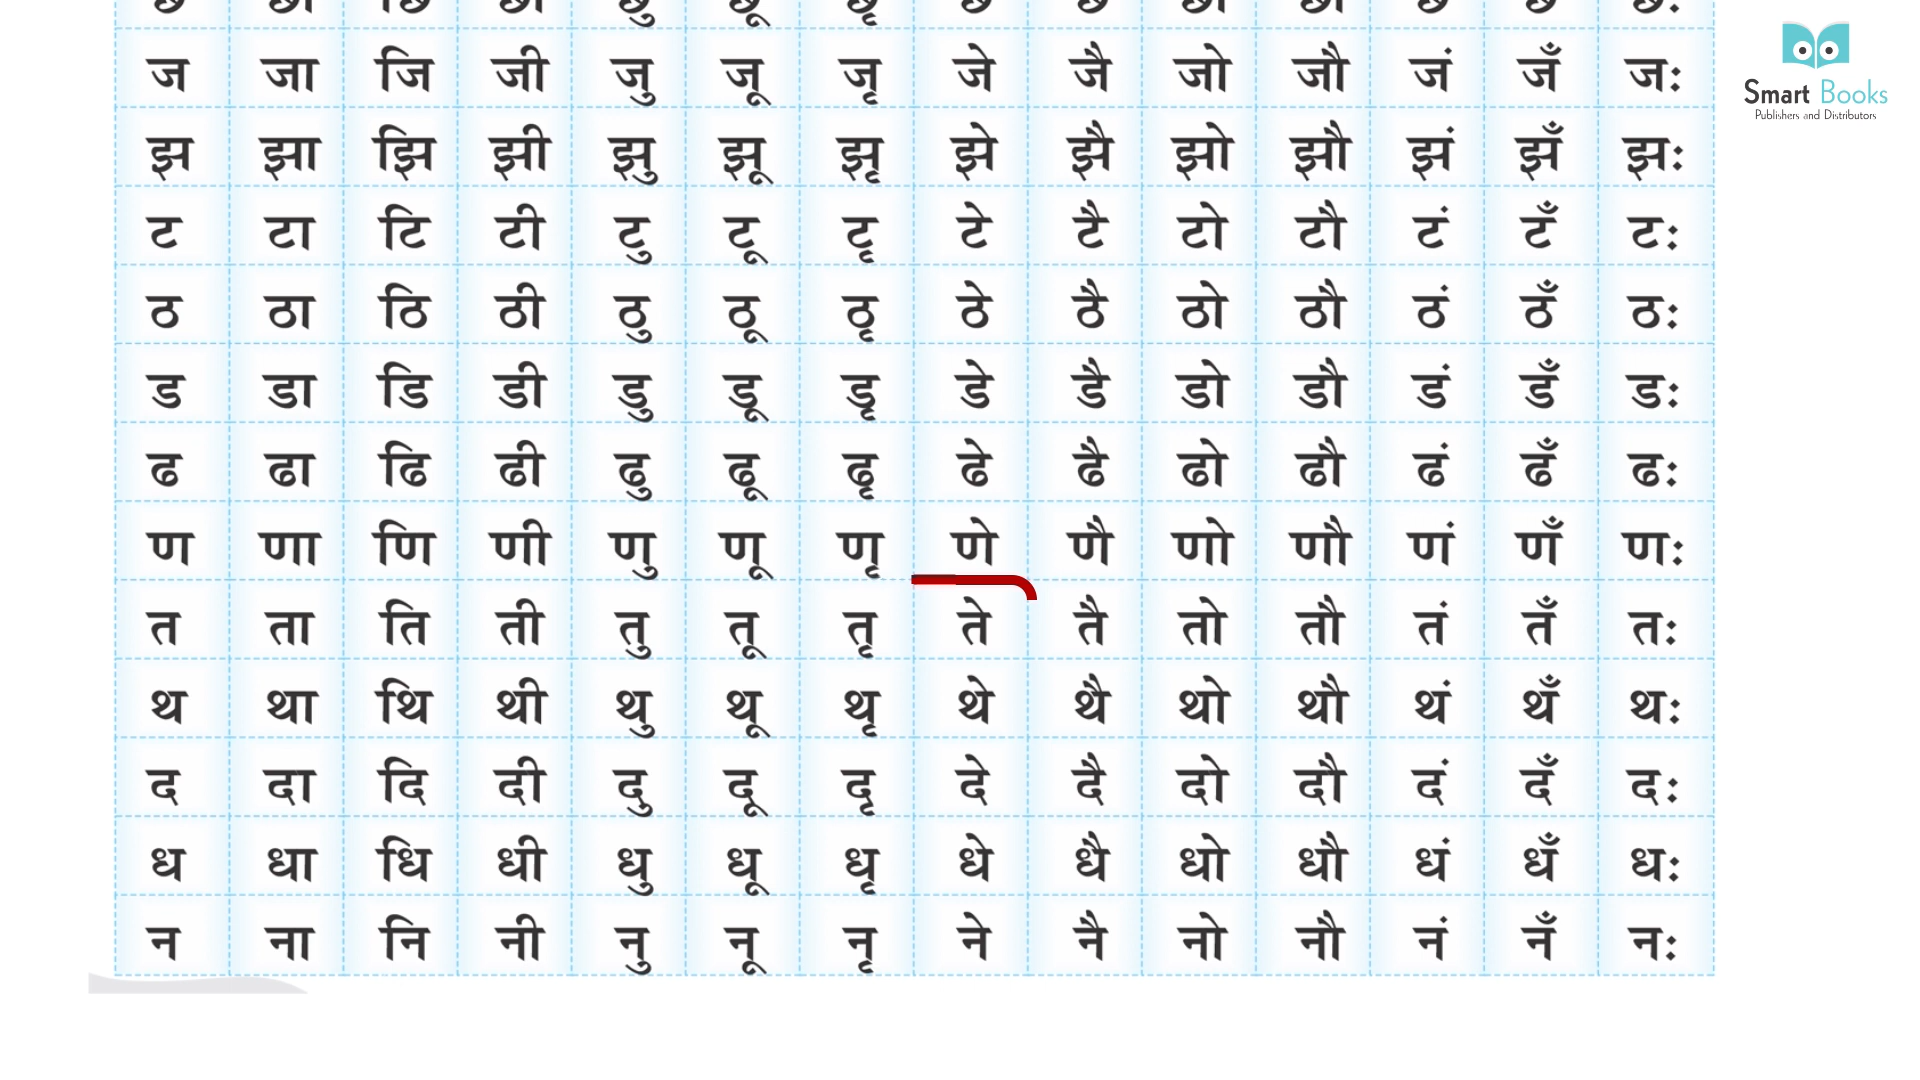 ज जा जि जी जु जू जृ जे जै जो जौ जं जँ जः
झ झा झि झी झु झू झृ झे झै झो झौ झं झँ झः
ट टा टि टी टु टू टृ टे टै टो टौ टं टँ टः
ठ ठा ठि ठी ठु ठू ठृ ठे ठै ठो ठौ ठं ठँ ठः
ड डा डि डी डु डू डृ डे डै डो डौ डं डँ डः
ढ ढा ढि ढी ढु ढू ढृ ढे ढै ढो ढौ ढं ढँ ढः
ण णा णि णी णु णू णृ णे णै णो णौ णं णँ णः
त ता ति ती तु तू तृ ते तै तो तौ तं तँ तः
थ था थि थी थु थू थृ थे थै थो थौ थं थँ थः
द दा दि दी दु दू दृ दे दै दो दौ दं दँ दः
ध धा धि धी धु धू धृ धे धै धो धौ धं धँ धः
न ना नि नी नु नू नृ ने नै नो नौ नं नँ नः
Smart Books
Publishers and Distributors